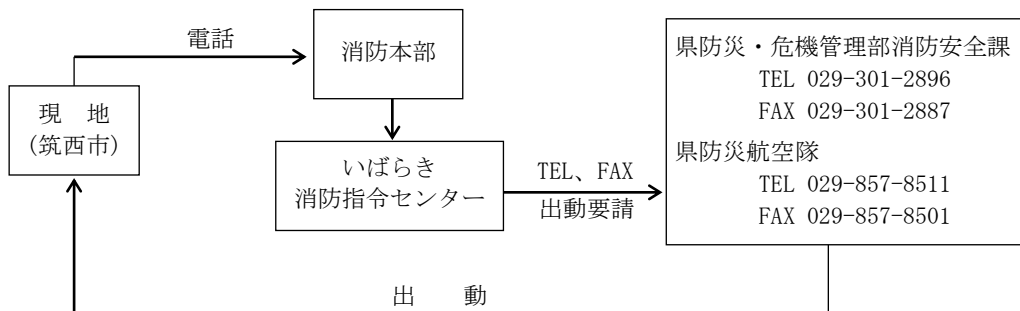 電話
消防本部
現　地
(筑西市)
いばらき
消防指令センター
TEL、FAX
出動要請
県防災・危機管理部消防安全課
TEL 029-301-2896
FAX 029-301-2887
県防災航空隊
TEL 029-857-8511
FAX 029-857-8501
出　　動